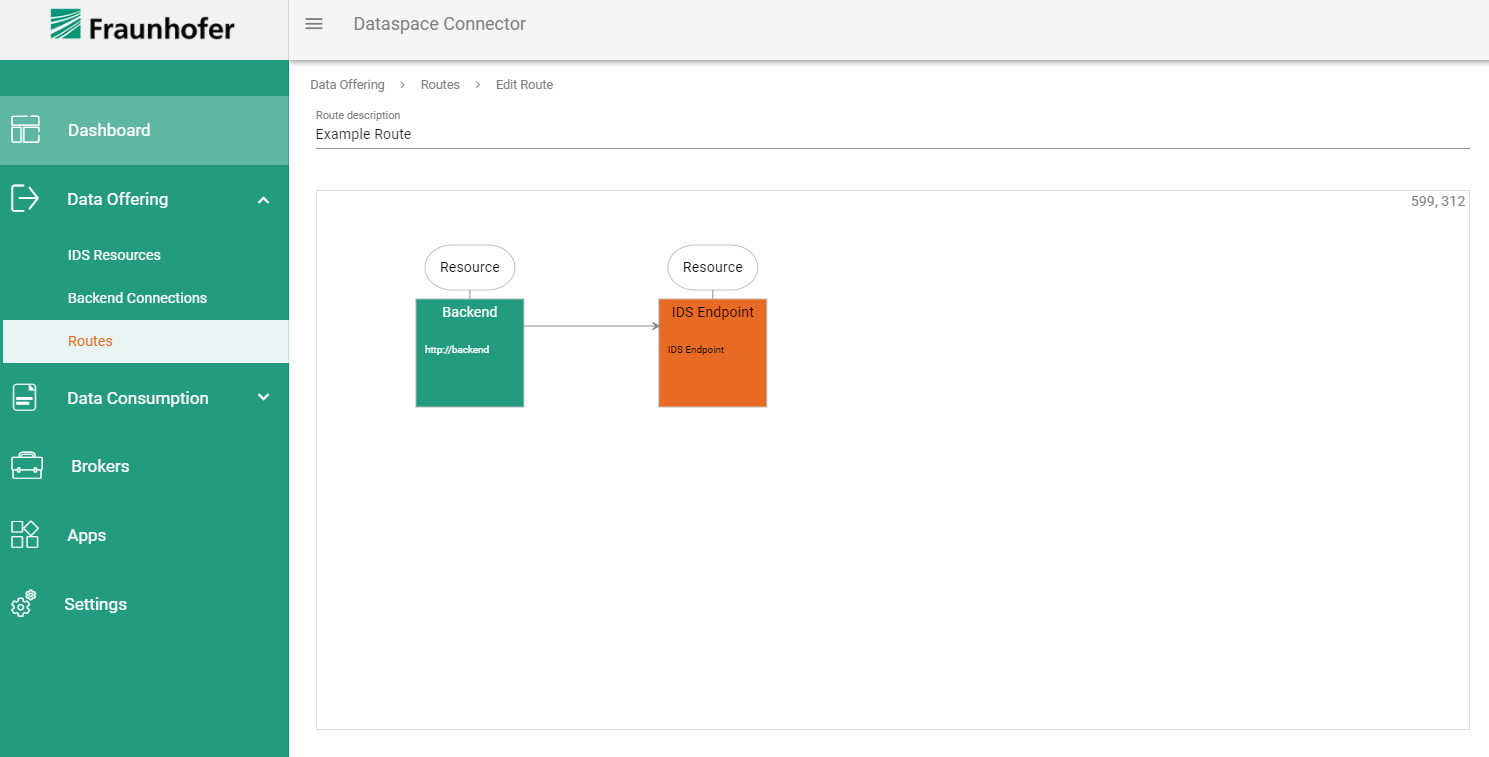 Fraunhofer
Dataspace Connector
Dashboard
Data Offering
IDS Resources
Backend Connections
Routes
Data Consumption
Brokers
Apps
Settings
Data Offering > Routes > Edit Route
Route description
Example Route
599, 312
Resource
Backend
http://backend
Resource
IDS Endpoint
IDS Endpoint